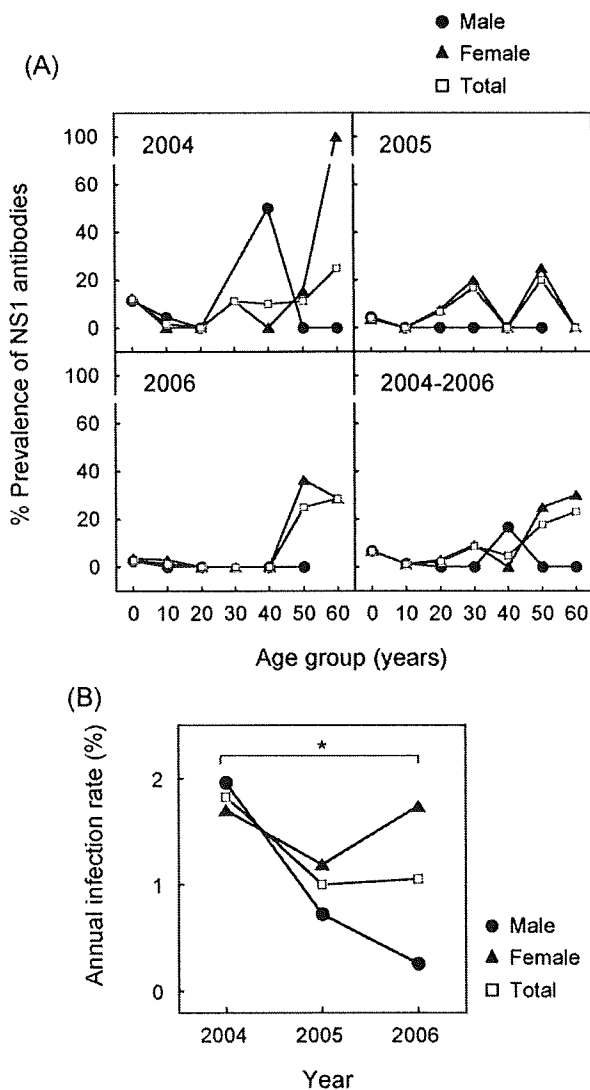 Male
Female
Total
(A)
100
60
40
20
0
2004
2005
100
60
40
20
0
2006
2004-2006
0 10 20 30 40 50 60
0 10 20 30 40 50 60
% Prevalence of NS1 antibodies
Age group (years)
(B)
*
2
1
0
Annual infection rate (%)
Male
Female
Total
2004 2005 2006
Year